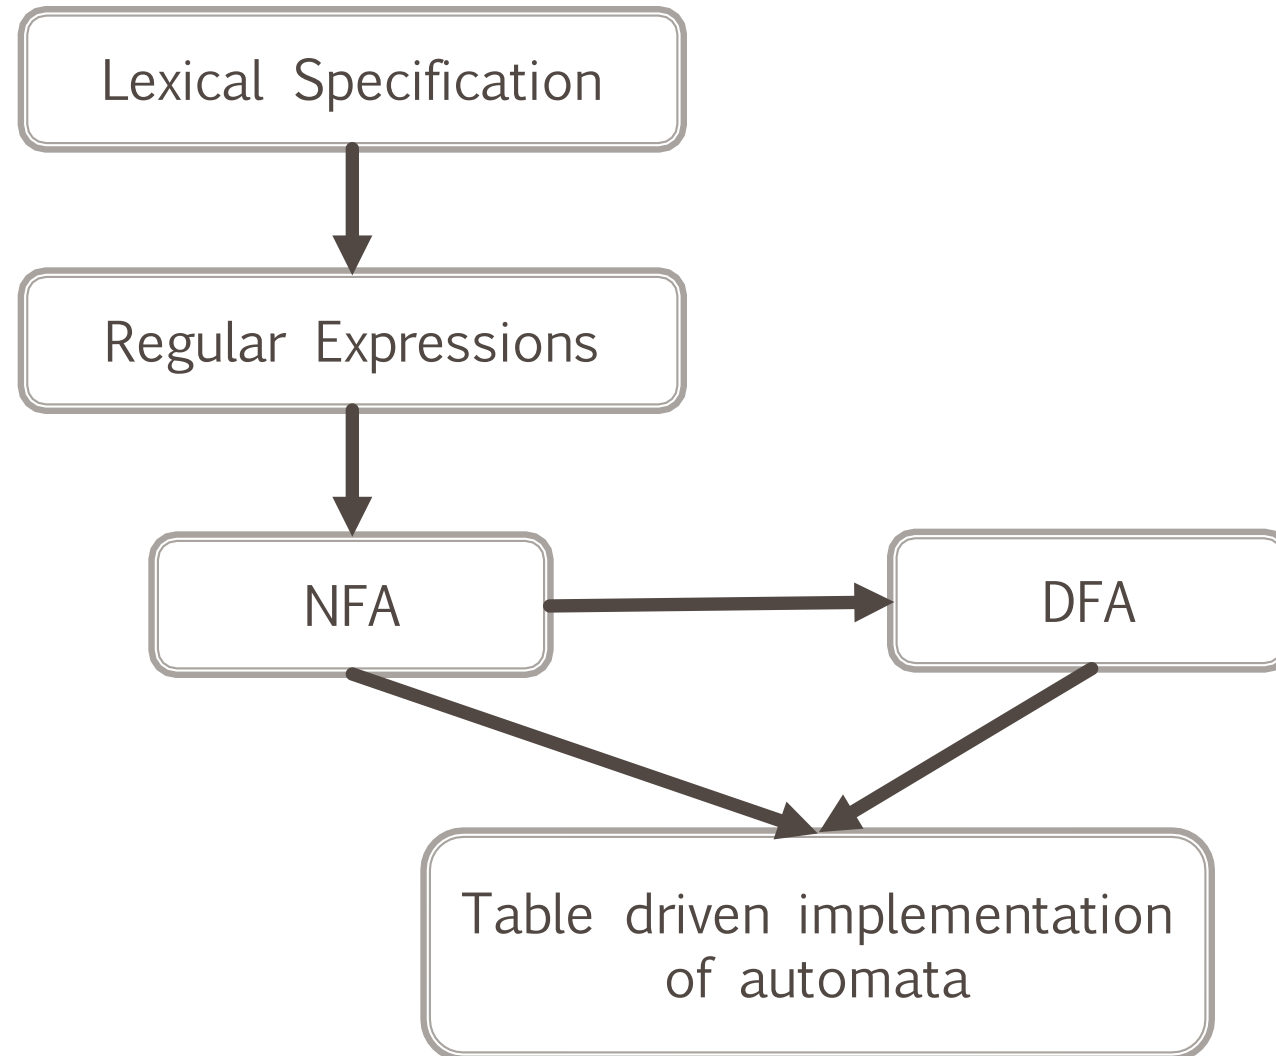 Lexical Specification
Regular Expressions
NFA
DFA
Table driven implementation
of automata